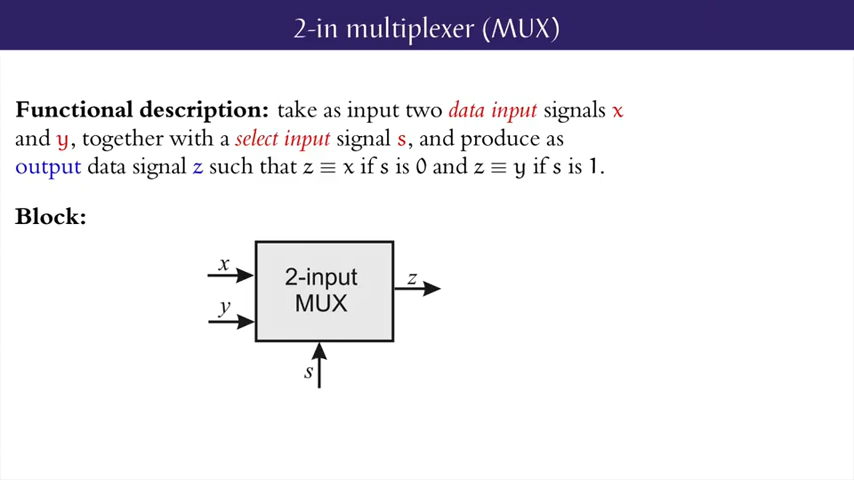 2-in multiplexer (MUX)
Functional description: take as input two data input signals x
and y, together with a select input signal s, and produce as
output data signal z such that z ≡ x if s is 0 and z ≡ y if s is 1.
Block:
x
2-input
MUX
z
y
s